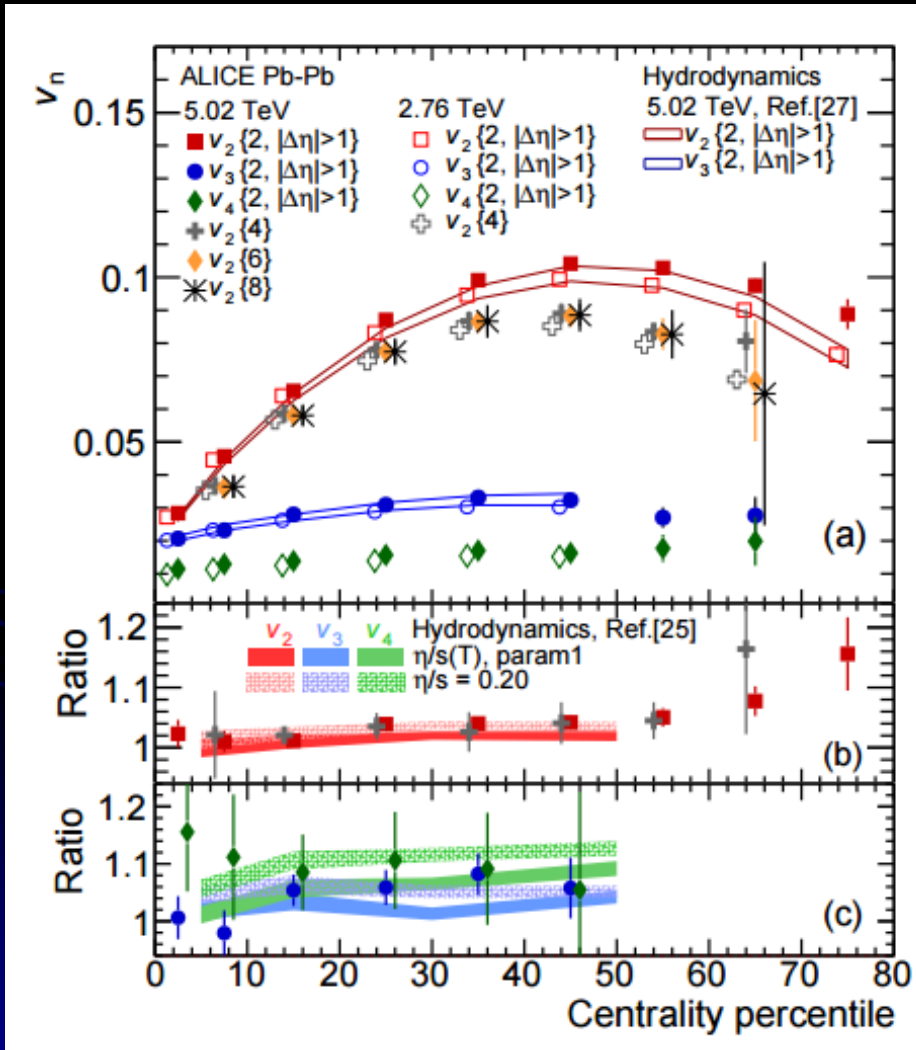 ALICE Pb-Pb
5.02 TeV
v₂{2, |Δη|>1}
v₃{2, |Δη|>1}
v₄{2, |Δη|>1}
v₂{4}
v₂{6}
v₂{8}
2.76 TeV
v₂{2, |Δη|>1}
v₃{2, |Δη|>1}
v₄{2, |Δη|>1}
v₂{4}
Hydrodynamics
5.02 TeV, Ref.[27]
v₂{2, |Δη|>1}
v₃{2, |Δη|>1}
vₙ
0.15
0.1
0.05
(a)
v₂ v₃ v₄ Hydrodynamics, Ref.[25]
η/s(T), param1
η/s = 0.20
Ratio
1.2
1.1
1
(b)
Ratio
1.2
1.1
1
(c)
0 10 20 30 40 50 60 70 80
Centrality percentile